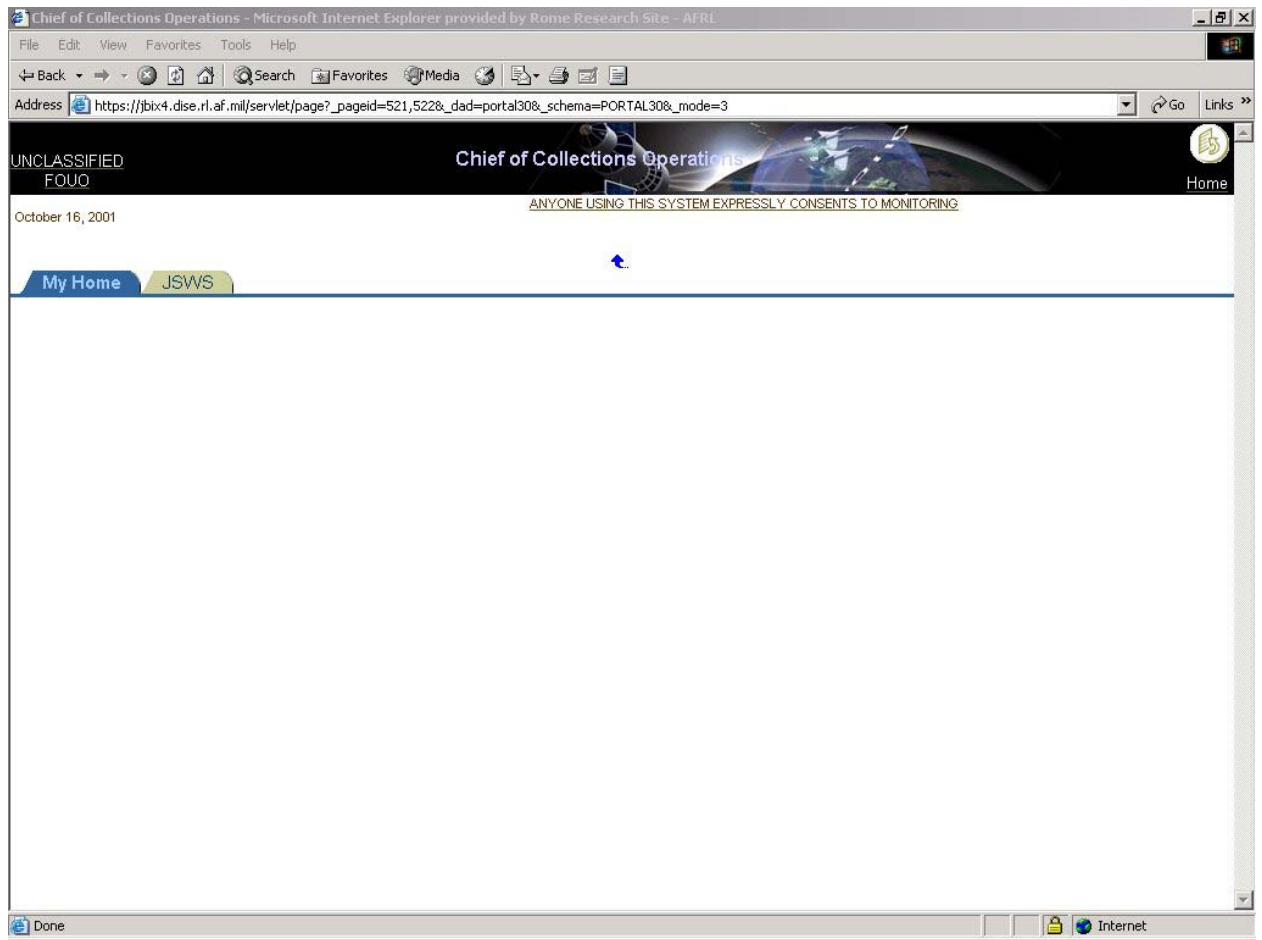 Chief of Collections Operations - Microsoft Internet Explorer provided by Rome Research Site - AFRL
File Edit View Favorites Tools Help
Back Search Favorites Media
Address https://jbix4.dise.rl.af.mil/servlet/page?_pageid=521,522&_dad=portal30&_schema=PORTAL30&_mode=3 Go Links »
UNCLASSIFIED
FOUO
Chief of Collections Operations
Home
ANYONE USING THIS SYSTEM EXPRESSLY CONSENTS TO MONITORING
October 16, 2001
My Home JSWS
Done Internet